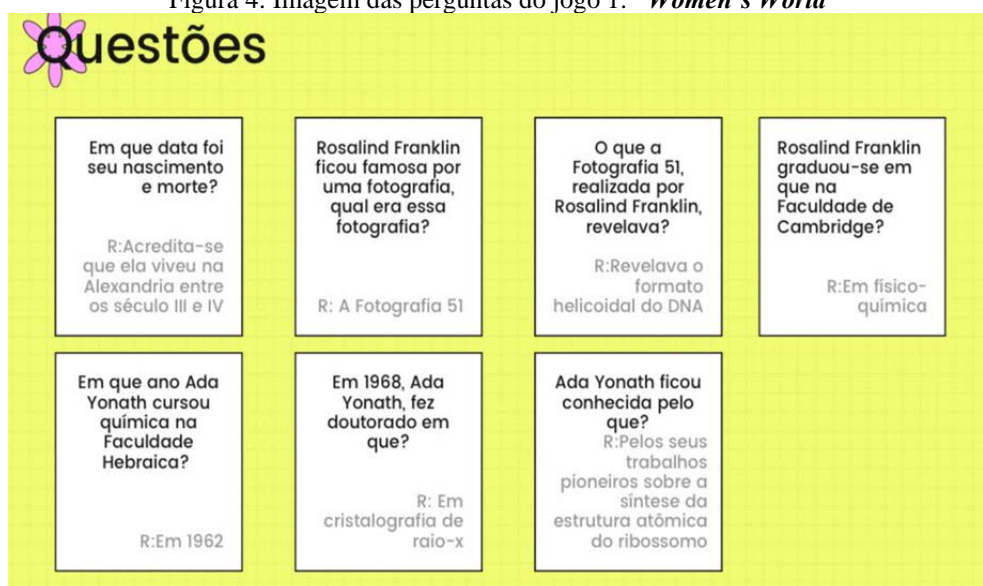 Figura 4: Imagem das perguntas do jogo 1: "Women's World"
Questões
Em que data foi
seu nascimento
e morte?
R:Acredita-se
que ela viveu na
Alexandria entre
os século III e IV
Rosalind Franklin
ficou famosa por
uma fotografia,
qual era essa
fotografia?
R: A Fotografia 51
O que a
Fotografia 51,
realizada por
Rosalind Franklin,
revelava?
R:Revelava o
formato
helicoidal do DNA
Rosalind Franklin
graduou-se em
que na
Faculdade de
Cambridge?
R:Em físico-
química
Em que ano Ada
Yonath cursou
química na
Faculdade
Hebraica?
R:Em 1962
Em 1968, Ada
Yonath, fez
doutorado em
que?
R: Em
cristalografia de
raio-x
Ada Yonath ficou
conhecida pelo
que?
R:Pelos seus
trabalhos
pioneiros sobre a
síntese da
estrutura atômica
do ribossomo